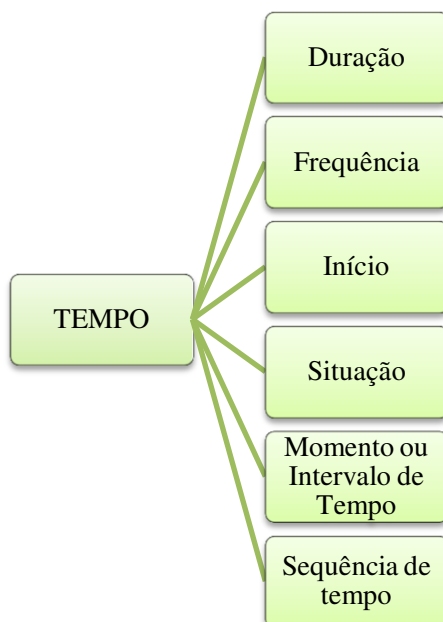 Duração
Frequência
Início
TEMPO
Situação
Momento ou
Intervalo de
Tempo
Sequência de
tempo